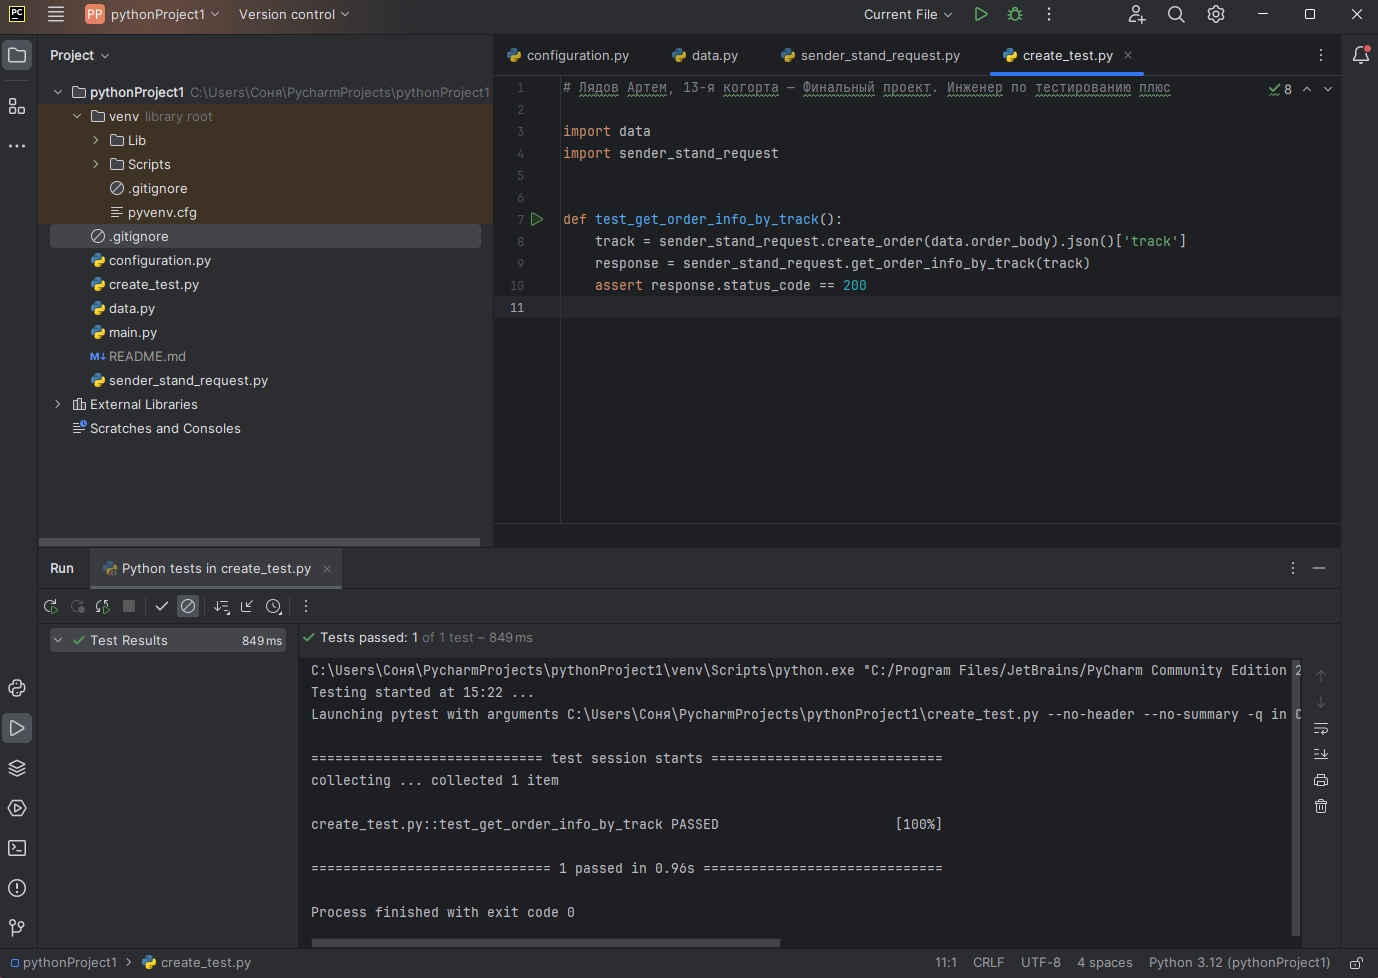 PC
PP pythonProject1 Version control Current File
Project
pythonProject1 C:\Users\Соня\PycharmProjects\pythonProject1
venv library root
Lib
Scripts
.gitignore
pyvenv.cfg
.gitignore
configuration.py
create_test.py
data.py
main.py
M↓ README.md
sender_stand_request.py
External Libraries
Scratches and Consoles
configuration.py data.py sender_stand_request.py create_test.py
1 # Лядов Артем, 13-я когорта — Финальный проект. Инженер по тестированию плюс 8
2
3 import data
4 import sender_stand_request
5
6
7 def test_get_order_info_by_track():
8 track = sender_stand_request.create_order(data.order_body).json()['track']
9 response = sender_stand_request.get_order_info_by_track(track)
10 assert response.status_code == 200
11
Run Python tests in create_test.py
Test Results 849 ms
Tests passed: 1 of 1 test – 849 ms
C:\Users\Соня\PycharmProjects\pythonProject1\venv\Scripts\python.exe "C:/Program Files/JetBrains/PyCharm Community Edition 2
Testing started at 15:22 ...
Launching pytest with arguments C:\Users\Соня\PycharmProjects\pythonProject1\create_test.py --no-header --no-summary -q in C
============================= test session starts =============================
collecting ... collected 1 item
create_test.py::test_get_order_info_by_track PASSED [100%]
============================== 1 passed in 0.96s ==============================
Process finished with exit code 0
pythonProject1 > create_test.py 11:1 CRLF UTF-8 4 spaces Python 3.12 (pythonProject1)